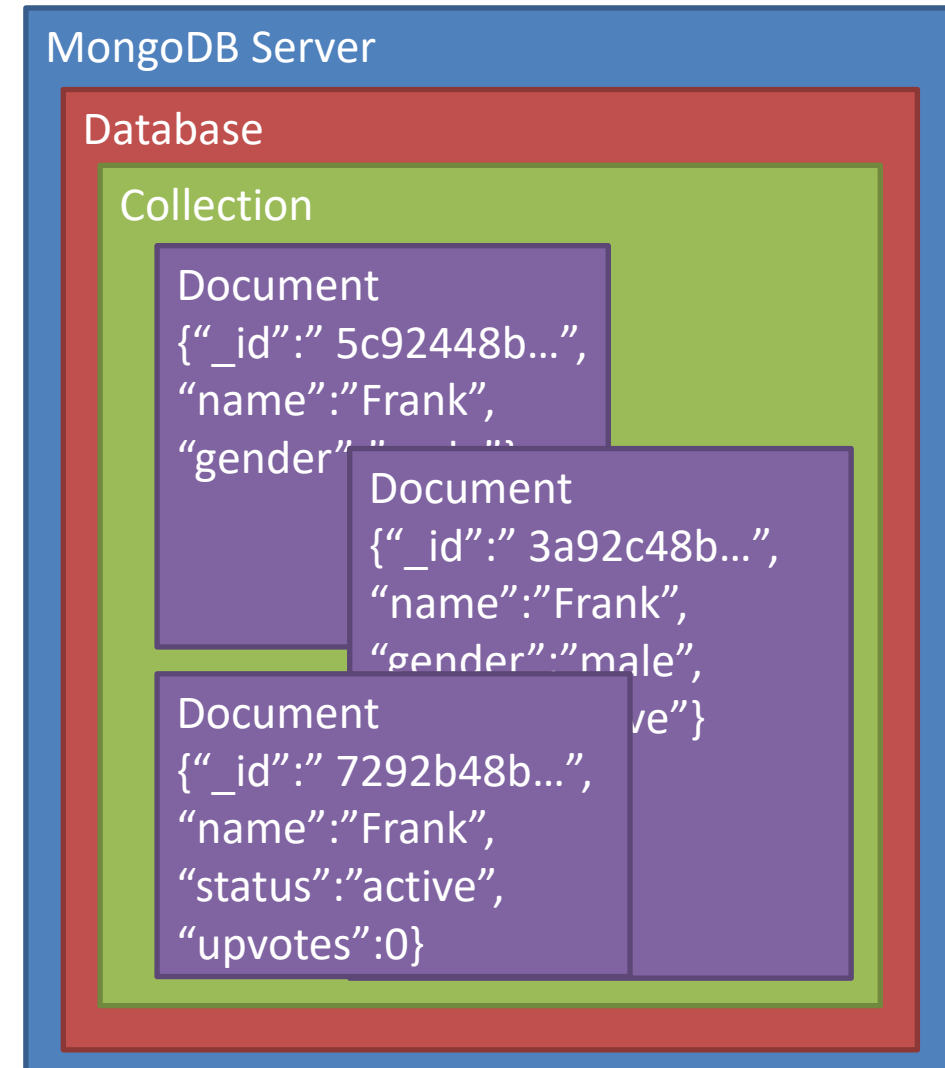 MongoDB Server
Database
Collection
Document
{“_id”:” 5c92448b…”,
“name”:”Frank”,
“gender”
Document
{“_id”:” 3a92c48b…”,
“name”:”Frank”,
“gender”:”male”,
ve”}
Document
{“_id”:” 7292b48b…”,
“name”:”Frank”,
“status”:”active”,
“upvotes”:0}